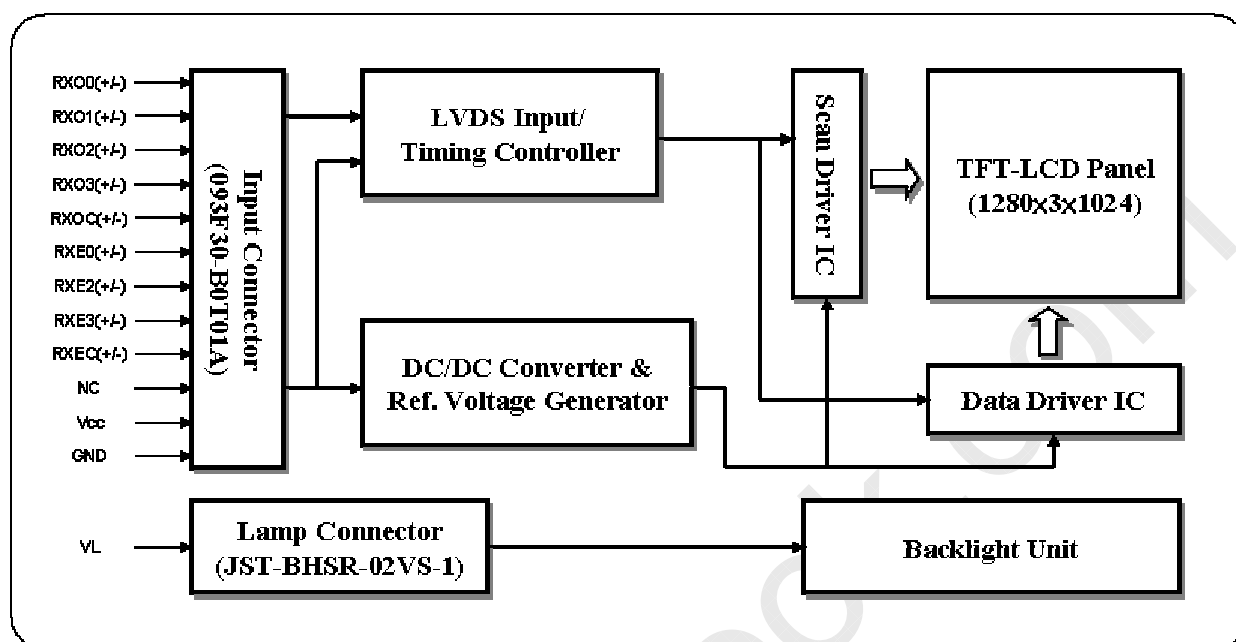 RXO0(+/-)
RXO1(+/-)
RXO2(+/-)
RXO3(+/-)
RXOC(+/-)
RXE0(+/-)
RXE2(+/-)
RXE3(+/-)
RXEC(+/-)
NC
Vcc
GND
VL
Input Connector
(093F30-B0T01A)
LVDS Input/
Timing Controller
DC/DC Converter &
Ref. Voltage Generator
Scan Driver IC
TFT-LCD Panel
(1280x3x1024)
Data Driver IC
Lamp Connector
(JST-BHSR-02VS-1)
Backlight Unit